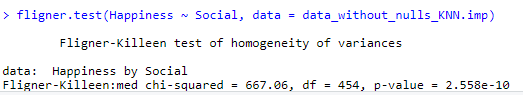 > fligner.test(Happiness ~ Social, data = data_without_nulls_KNN.imp)
Fligner-Killeen test of homogeneity of variances
data:  Happiness by Social
Fligner-Killeen:med chi-squared = 667.06, df = 454, p-value = 2.558e-10